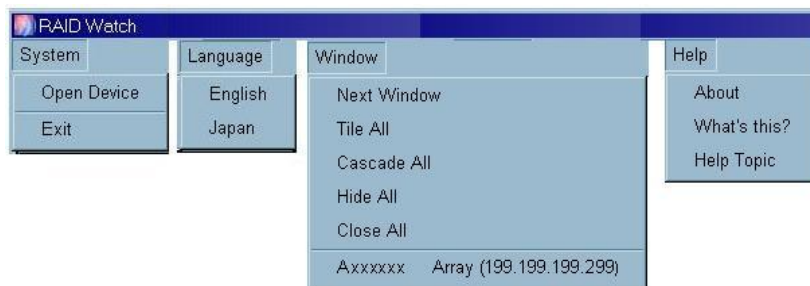 RAID Watch
System
Open Device
Exit
Language
English
Japan
Window
Next Window
Tile All
Cascade All
Hide All
Close All
Axxxxxx Array (199.199.199.299)
Help
About
What's this?
Help Topic